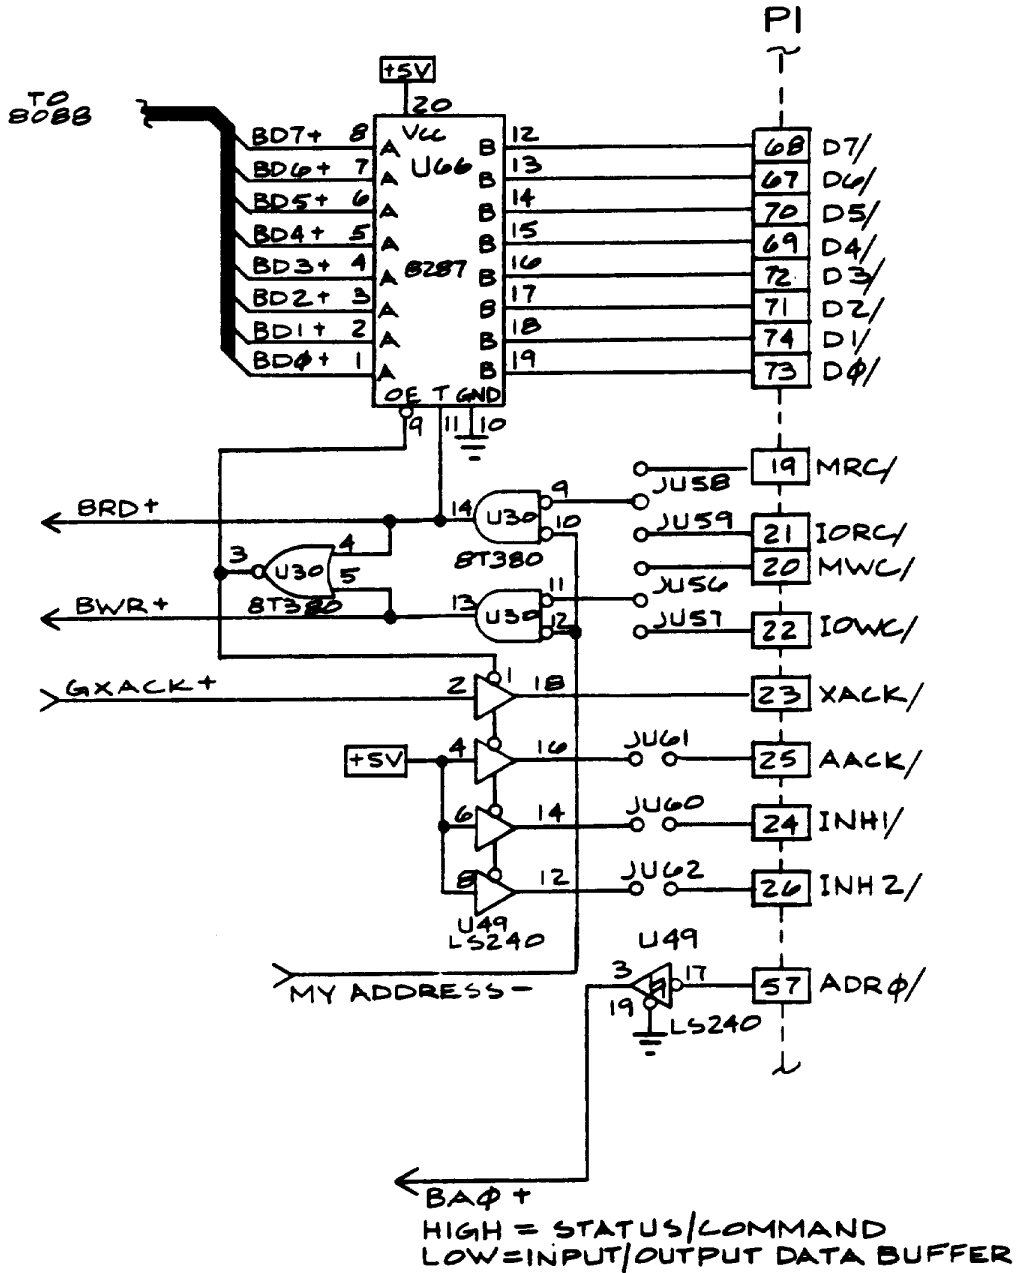 P1
+5V
TO
8088
20
BD7+ 8 A Vcc B 12 68 D7/
U66
BD6+ 7 A B 13 67 D6/
BD5+ 6 A B 14 70 D5/
BD4+ 5 A B 15 69 D4/
BD3+ 4 A 8287 B 16 72 D3/
BD2+ 3 A B 17 71 D2/
BD1+ 2 A B 18 74 D1/
BD0+ 1 A B 19 73 D0/
OE T GND
9 11 10
19 MRC/
JU58
BRD+ 14 U30 9 10
8T380
JU59 21 IORC/
20 MWC/
3 U30 4 5
8T380
JU56
BWR+ 13 U30 11 12
JU57 22 IOWC/
GXACK+ 2 1 18 23 XACK/
+5V 4 16 JU61 25 AACK/
6 14 JU60 24 INH1/
8 12 JU62 26 INH2/
U49
LS240
MY ADDRESS-
U49
3 17 57 ADRØ/
19 LS240
BAØ+
HIGH = STATUS/COMMAND
LOW=INPUT/OUTPUT DATA BUFFER